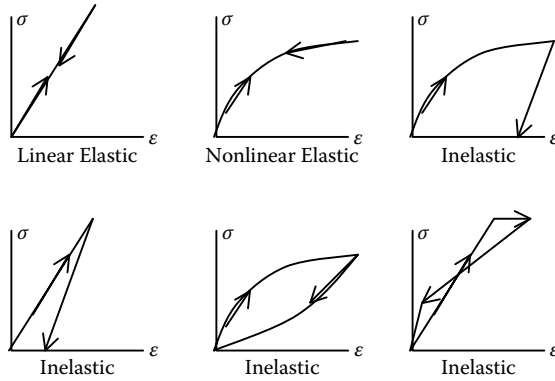 σ
ε
Linear Elastic
σ
ε
Nonlinear Elastic
σ
ε
Inelastic
σ
ε
Inelastic
σ
ε
Inelastic
σ
ε
Inelastic